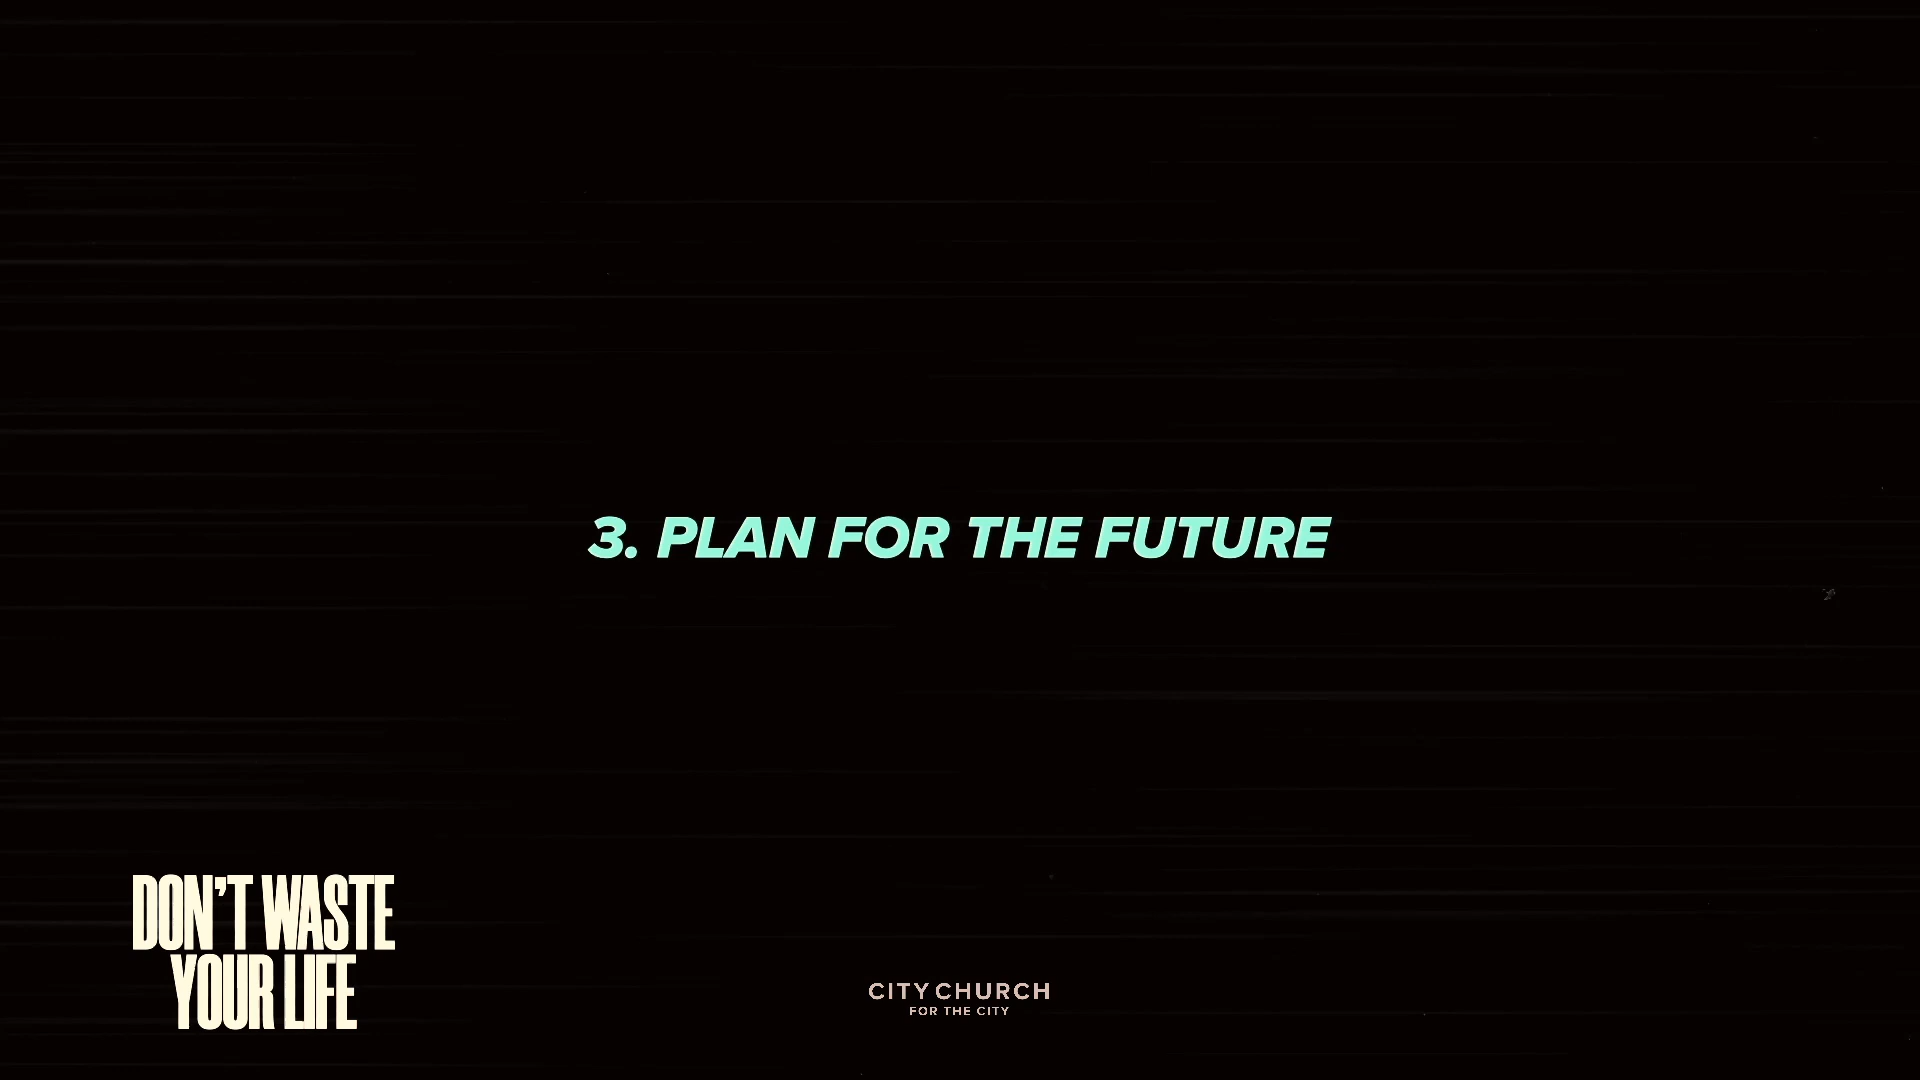 3. PLAN FOR THE FUTURE
DON'T WASTE
YOUR LIFE
CITY CHURCH
FOR THE CITY